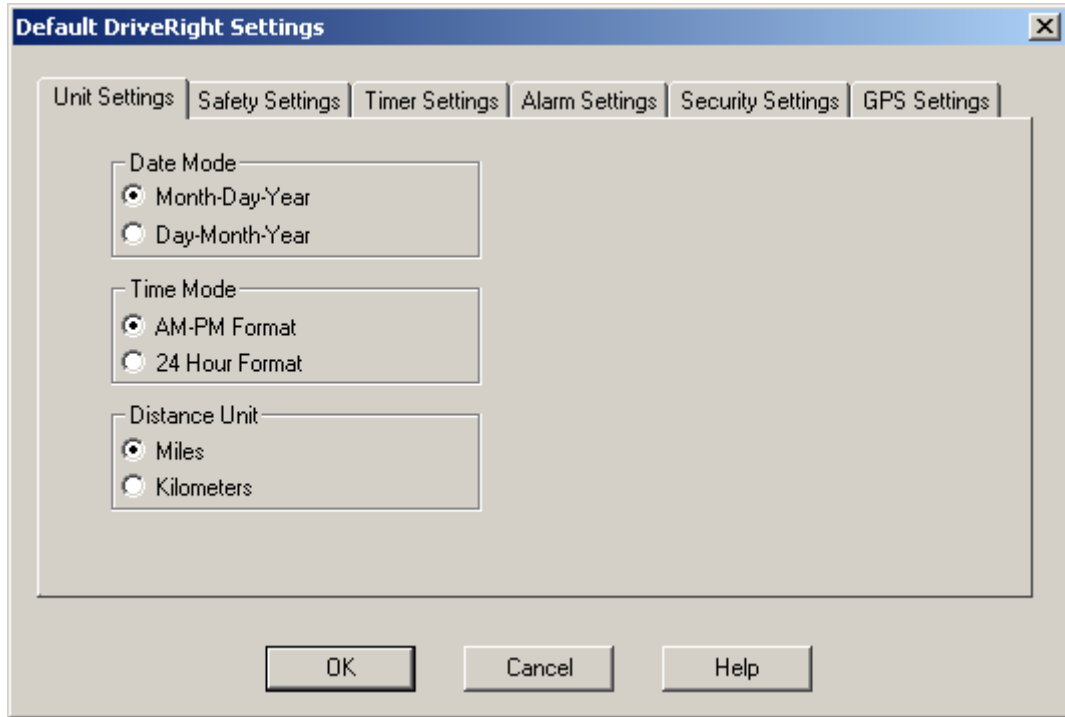 Default DriveRight Settings
Unit Settings Safety Settings Timer Settings Alarm Settings Security Settings GPS Settings
Date Mode
Month-Day-Year
Day-Month-Year
Time Mode
AM-PM Format
24 Hour Format
Distance Unit
Miles
Kilometers
OK Cancel Help